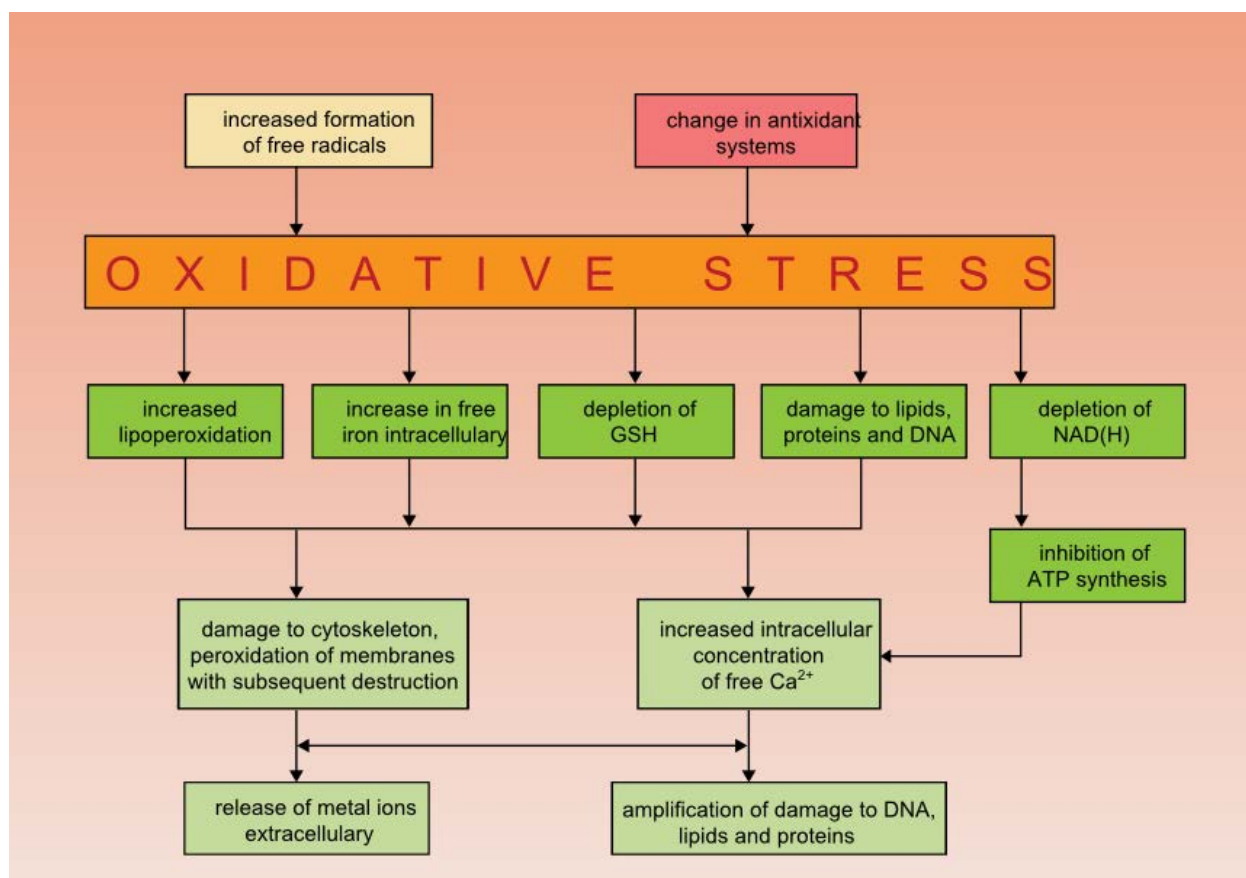 increased formation
of free radicals
change in antixidant
systems
OXIDATIVE STRESS
increased
lipoperoxidation
increase in free
iron intracellulary
depletion of
GSH
damage to lipids,
proteins and DNA
depletion of
NAD(H)
inhibition of
ATP synthesis
damage to cytoskeleton,
peroxidation of membranes
with subsequent destruction
increased intracellular
concentration
of free Ca²⁺
release of metal ions
extracellulary
amplification of damage to DNA,
lipids and proteins